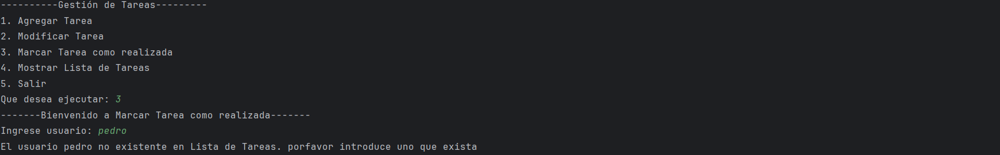 ----------Gestión de Tareas---------
1. Agregar Tarea
2. Modificar Tarea
3. Marcar Tarea como realizada
4. Mostrar Lista de Tareas
5. Salir
Que desea ejecutar: 3
-------Bienvenido a Marcar Tarea como realizada-------
Ingrese usuario: pedro
El usuario pedro no existente en Lista de Tareas. porfavor introduce uno que exista